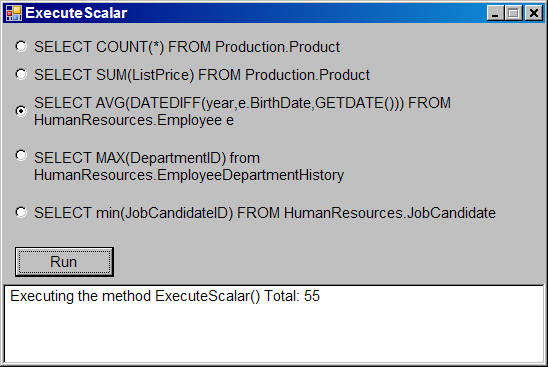 ExecuteScalar
SELECT COUNT(*) FROM Production.Product
SELECT SUM(ListPrice) FROM Production.Product
SELECT AVG(DATEDIFF(year,e.BirthDate,GETDATE())) FROM
HumanResources.Employee e
SELECT MAX(DepartmentID) from
HumanResources.EmployeeDepartmentHistory
SELECT min(JobCandidateID) FROM HumanResources.JobCandidate
Run
Executing the method ExecuteScalar() Total: 55